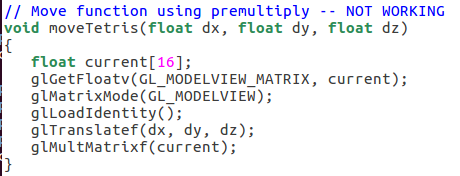 // Move function using premultiply -- NOT WORKING
void moveTetris(float dx, float dy, float dz)
{
    float current[16];
    glGetFloatv(GL_MODELVIEW_MATRIX, current);
    glMatrixMode(GL_MODELVIEW);
    glLoadIdentity();
    glTranslatef(dx, dy, dz);
    glMultMatrixf(current);
}